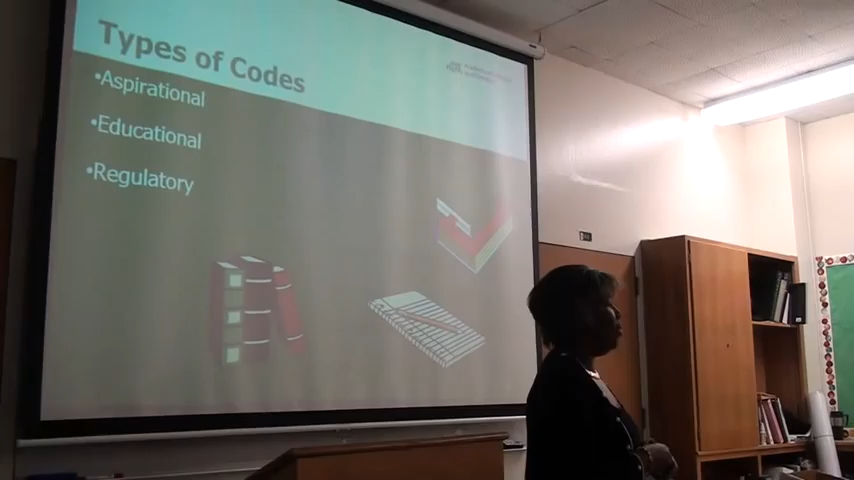 Types of Codes
•Aspirational
•Educational
•Regulatory